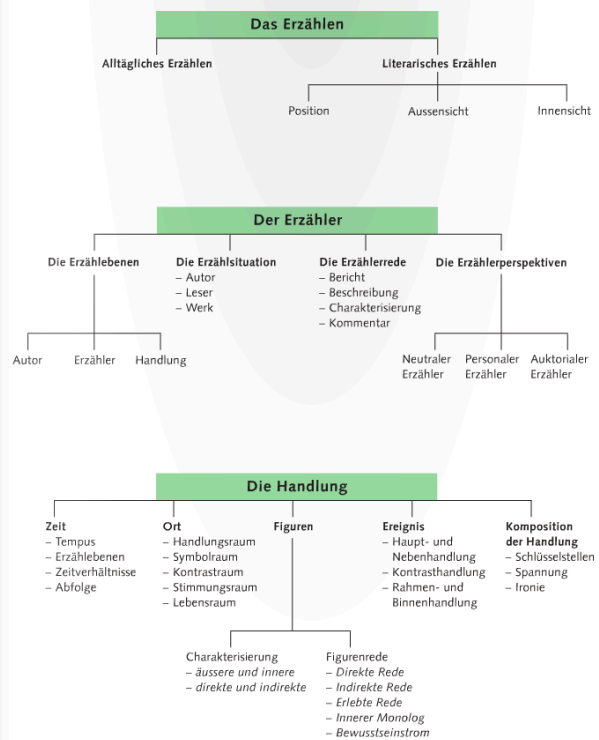 Das Erzählen
Alltägliches Erzählen
Literarisches Erzählen
Position
Aussensicht
Innensicht
Der Erzähler
Die Erzählebenen
Autor
Erzähler
Handlung
Die Erzählsituation
– Autor
– Leser
– Werk
Die Erzählerrede
– Bericht
– Beschreibung
– Charakterisierung
– Kommentar
Die Erzählerperspektiven
Neutraler
Erzähler
Personaler
Erzähler
Auktorialer
Erzähler
Die Handlung
Zeit
– Tempus
– Erzählebenen
– Zeitverhältnisse
– Abfolge
Ort
– Handlungsraum
– Symbolraum
– Kontrastraum
– Stimmungsraum
– Lebensraum
Figuren
Charakterisierung
– äussere und innere
– direkte und indirekte
Figurenrede
– Direkte Rede
– Indirekte Rede
– Erlebte Rede
– Innerer Monolog
– Bewusstseinstrom
Ereignis
– Haupt- und
Nebenhandlung
– Kontrasthandlung
– Rahmen- und
Binnenhandlung
Komposition
der Handlung
– Schlüsselstellen
– Spannung
– Ironie